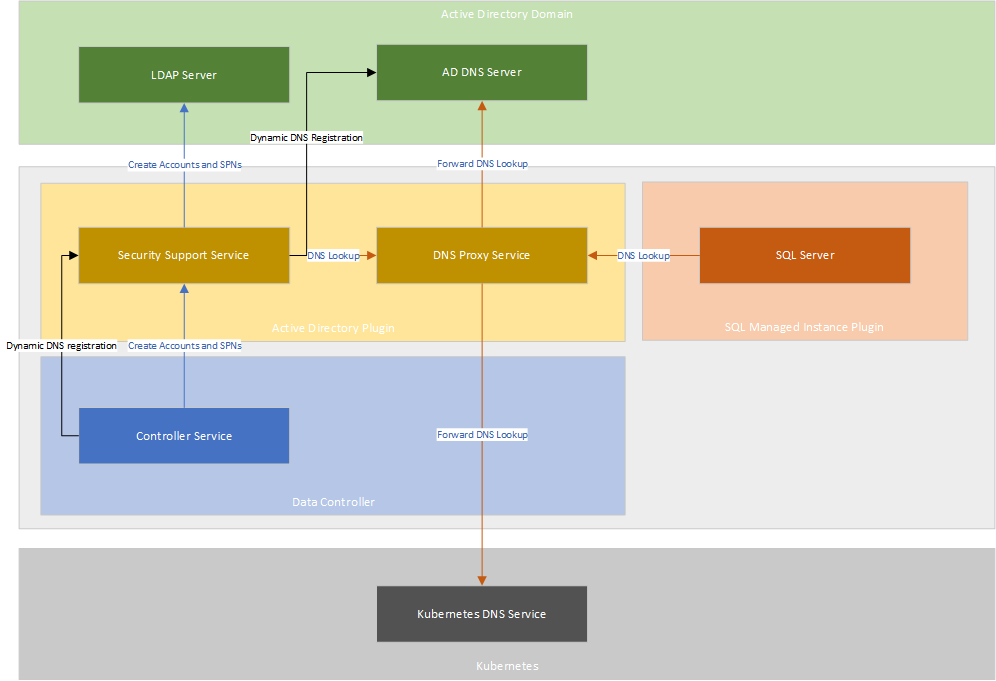 Active Directory Domain
LDAP Server
AD DNS Server
Dynamic DNS Registration
Create Accounts and SPNs
Forward DNS Lookup
Security Support Service
DNS Lookup
DNS Proxy Service
DNS Lookup
SQL Server
Active Directory Plugin
SQL Managed Instance Plugin
Dynamic DNS registration
Create Accounts and SPNs
Controller Service
Forward DNS Lookup
Data Controller
Kubernetes DNS Service
Kubernetes